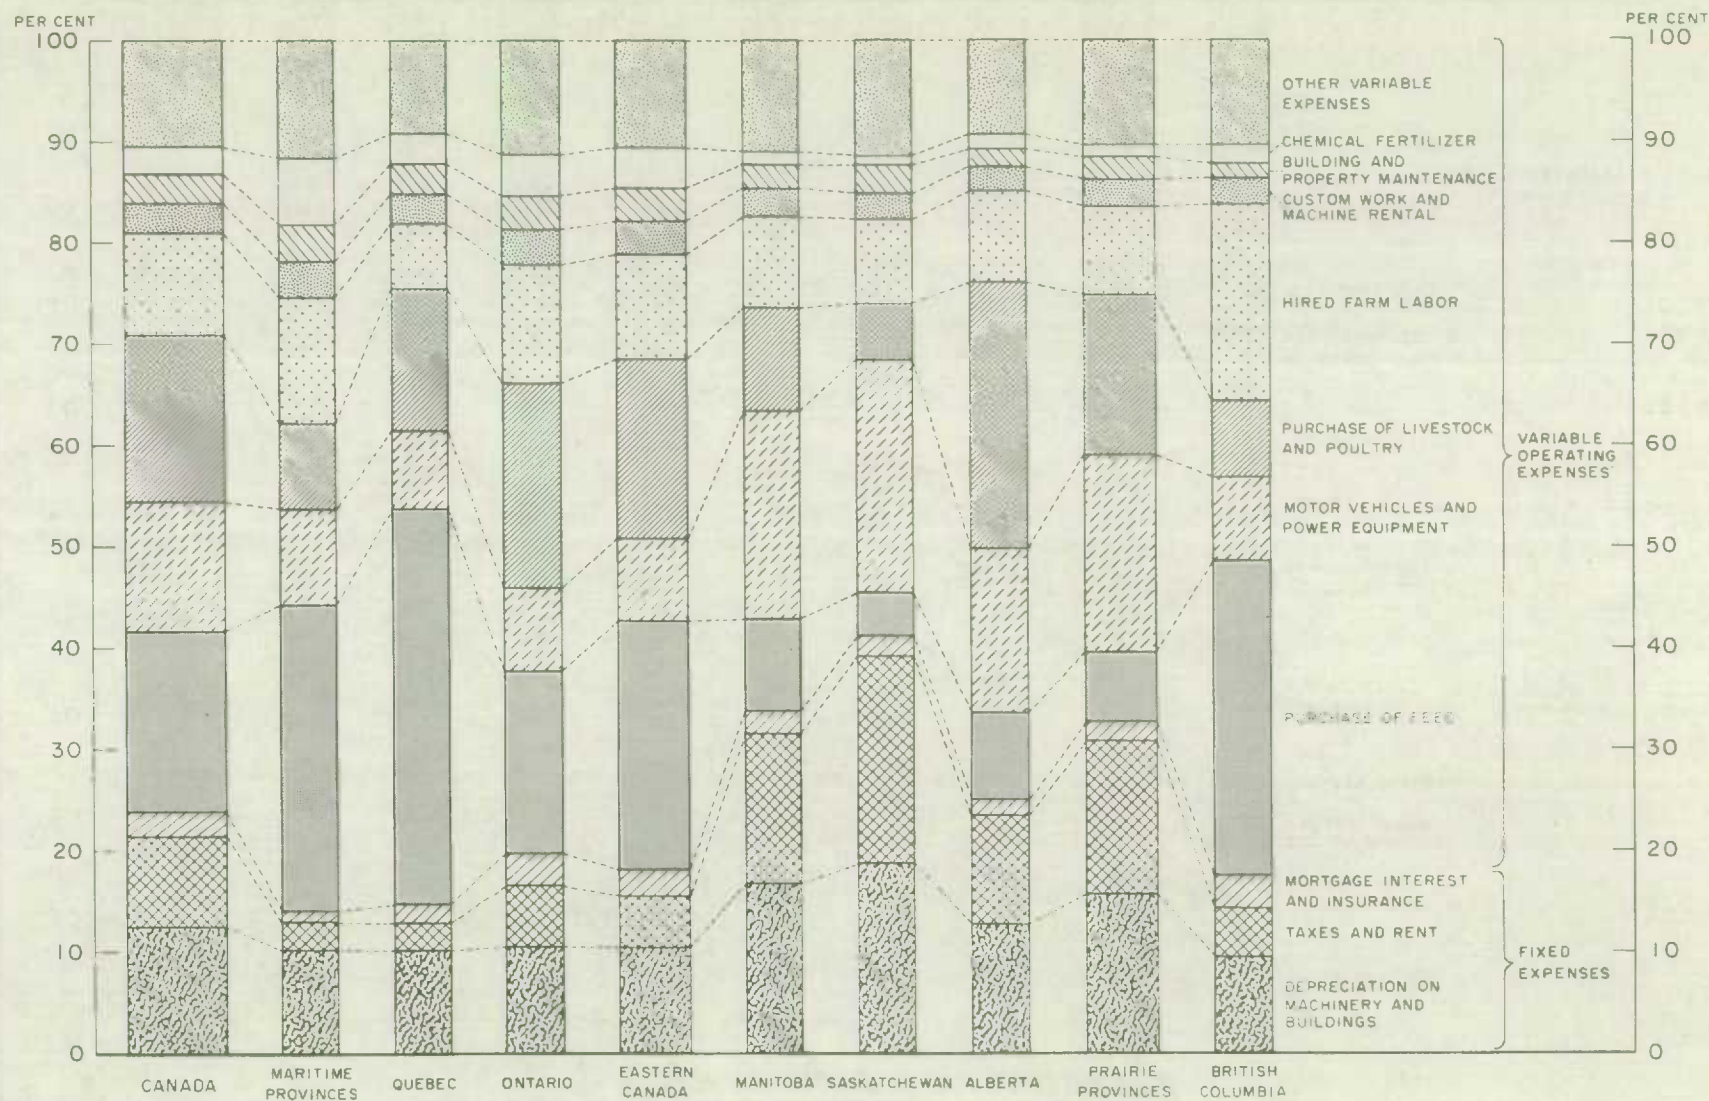 PER CENT
100
90
80
70
60
50
40
30
20
10
0
CANADA
MARITIME
PROVINCES
QUEBEC
ONTARIO
EASTERN
CANADA
MANITOBA
SASKATCHEWAN
ALBERTA
PRAIRIE
PROVINCES
BRITISH
COLUMBIA
OTHER VARIABLE
EXPENSES
CHEMICAL FERTILIZER
BUILDING AND
PROPERTY MAINTENANCE
CUSTOM WORK AND
MACHINE RENTAL
HIRED FARM LABOR
PURCHASE OF LIVESTOCK
AND POULTRY
MOTOR VEHICLES AND
POWER EQUIPMENT
PURCHASE OF FEED
MORTGAGE INTEREST
AND INSURANCE
TAXES AND RENT
DEPRECIATION ON
MACHINERY AND
BUILDINGS
VARIABLE
OPERATING
EXPENSES
FIXED
EXPENSES
PER CENT
100
90
80
70
60
50
40
30
20
10
0